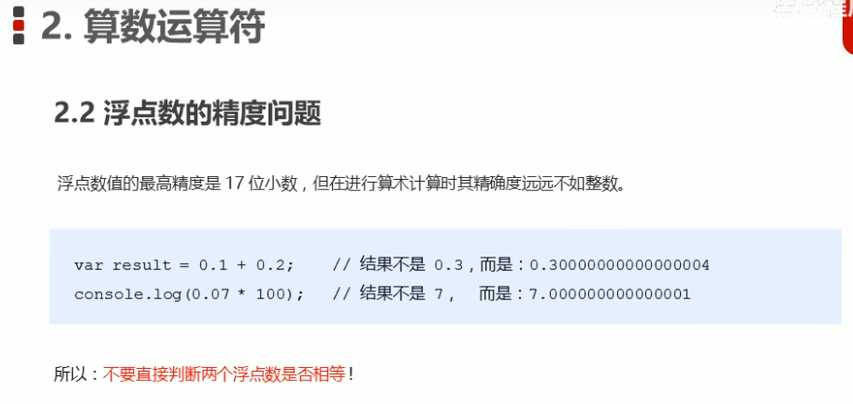 2. 算数运算符
2.2 浮点数的精度问题
浮点数值的最高精度是 17 位小数，但在进行算术计算时其精确度远远不如整数。
var result = 0.1 + 0.2;    // 结果不是 0.3，而是：0.30000000000000004
console.log(0.07 * 100);   // 结果不是 7，  而是：7.000000000000001
所以：不要直接判断两个浮点数是否相等！